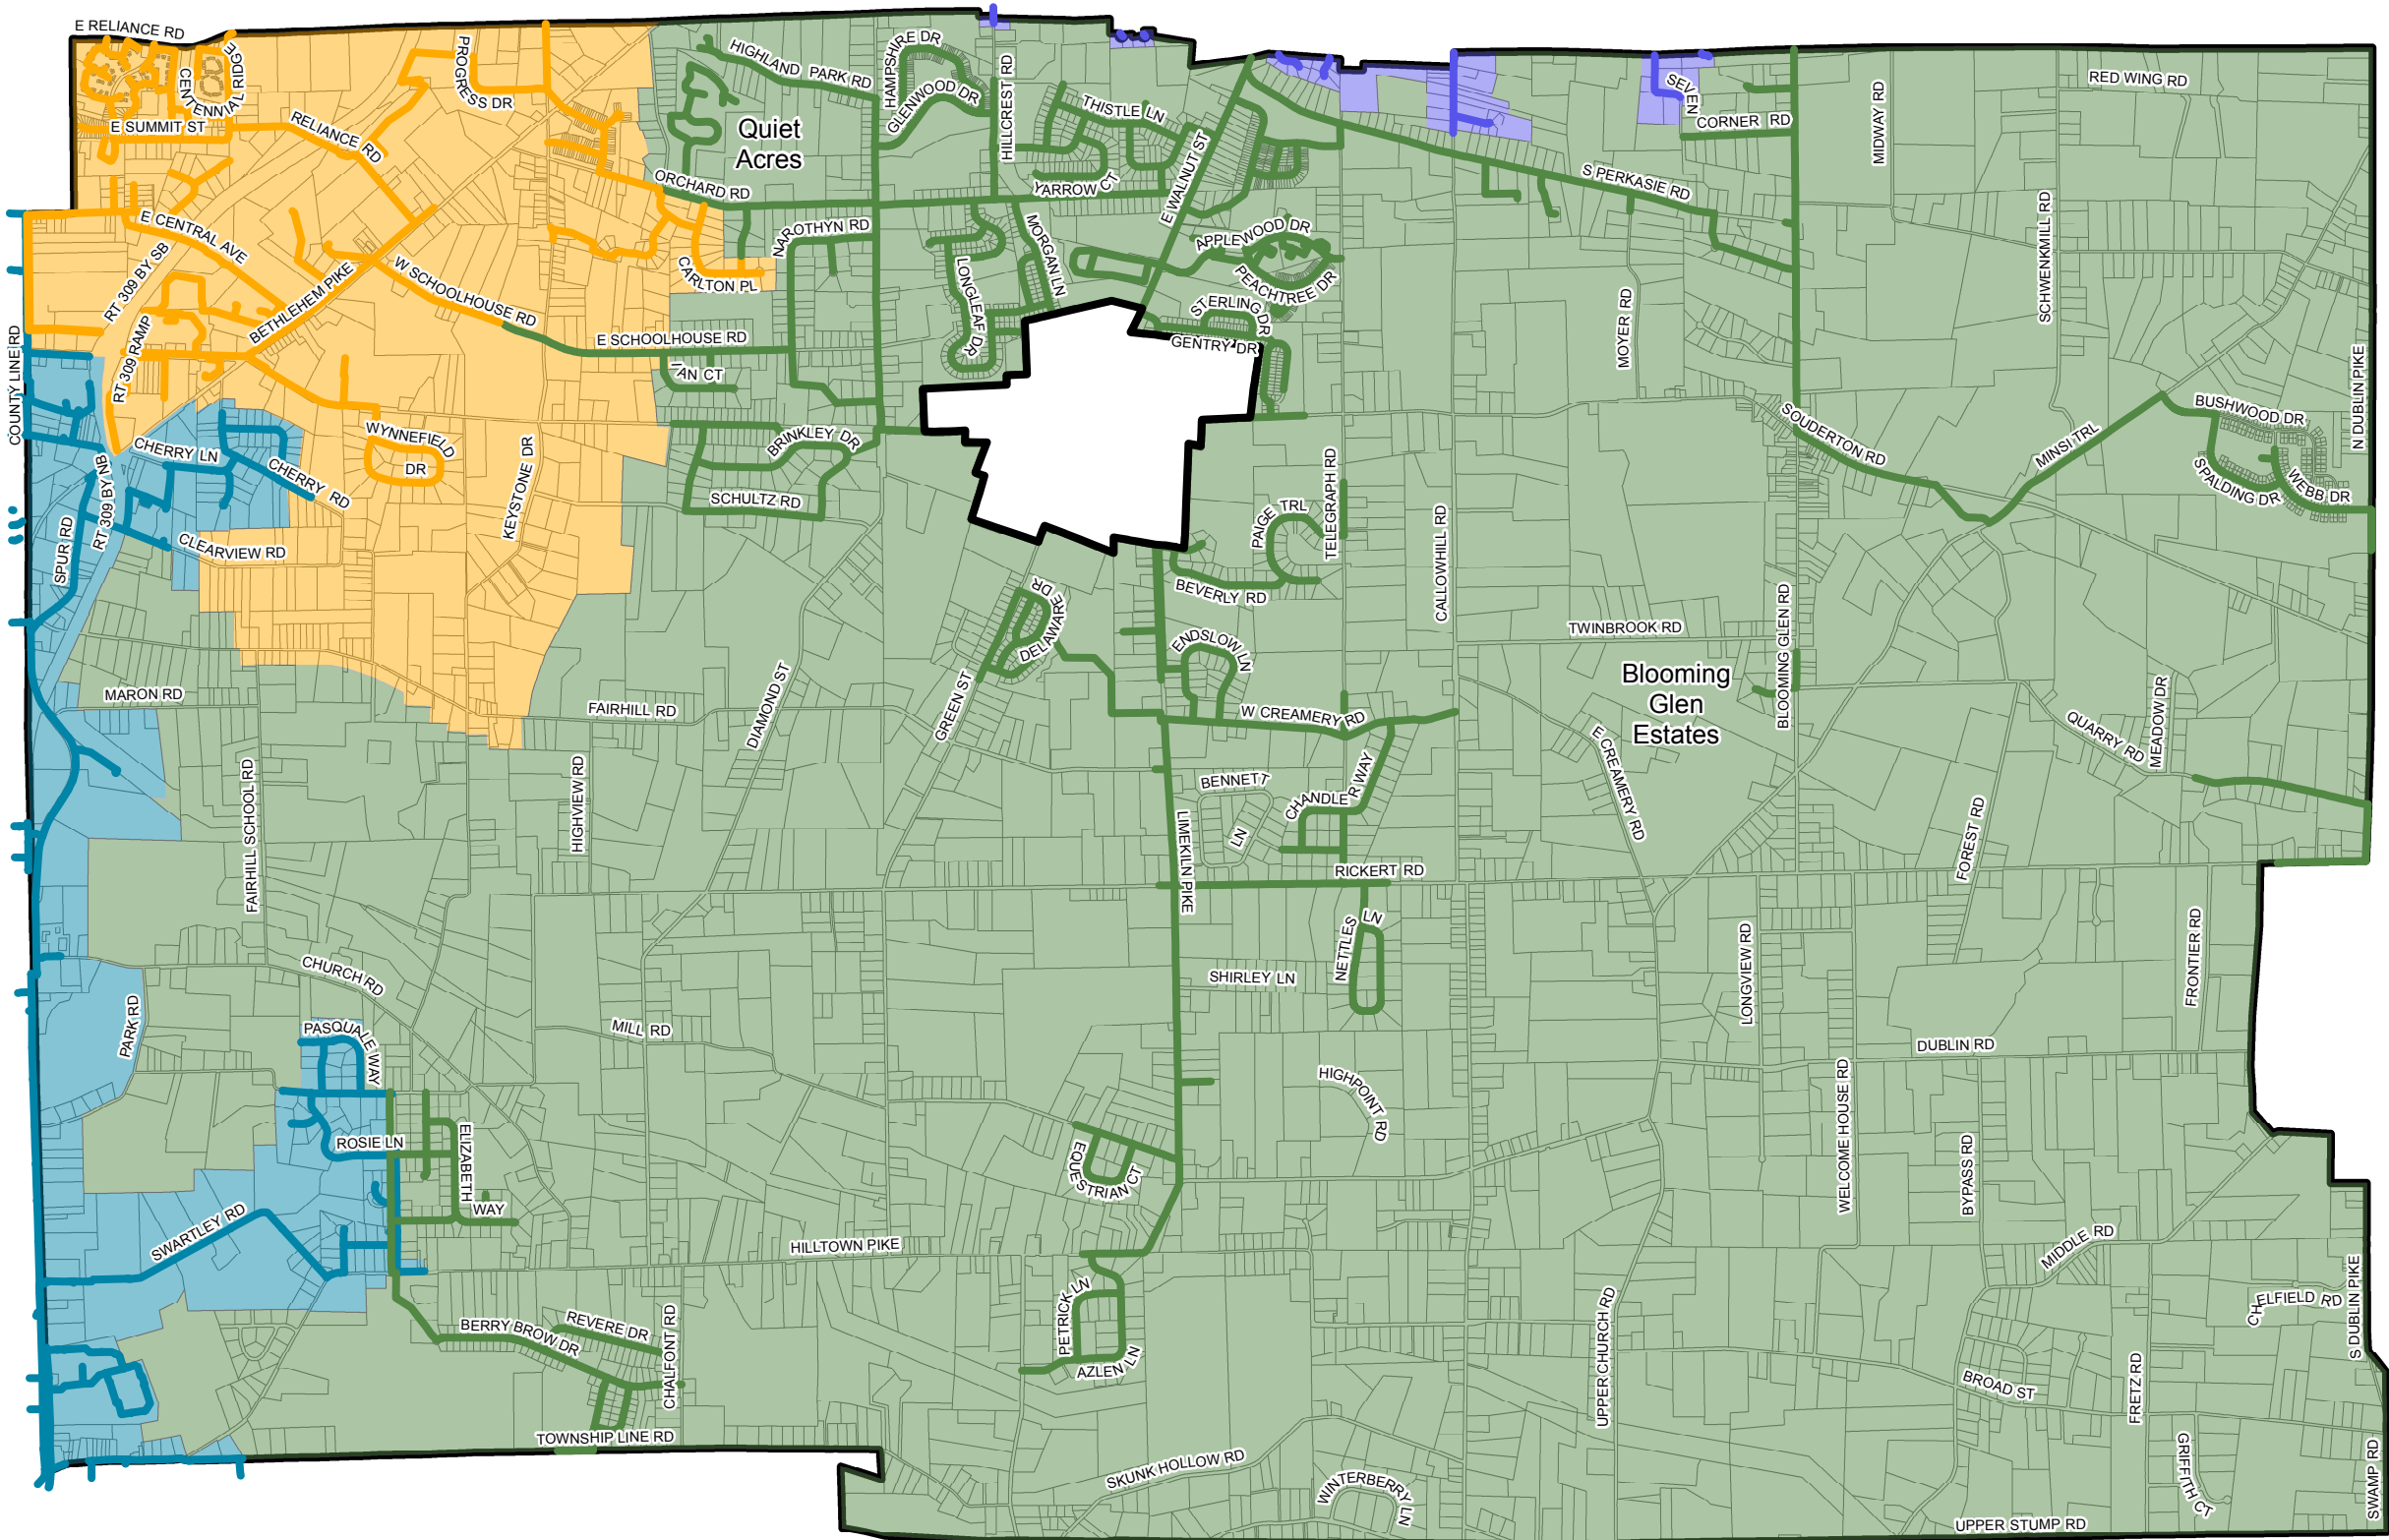 E RELIANCE RD
CENTENNIAL RIDGE
PROGRESS DR
E SUMMIT ST
RELIANCE RD
HIGHLAND PARK RD
HAMPSHIRE DR
GLENWOOD DR
HILLCREST RD
THISTLE LN
Quiet
Acres
ORCHARD RD
YARROW CT
E WALNUT ST
SEVEN
CORNER RD
MIDWAY RD
RED WING RD
S PERKASIE RD
SCHWENKMILL RD
E CENTRAL AVE
RT 309 BY SB
RT 309 RAMP
BETHLEHEM PIKE
W SCHOOLHOUSE RD
CARLTON PL
NAROTHYN RD
LONGLEAF DR
MORGAN LN
APPLEWOOD DR
PEACHTREE DR
STERLING DR
GENTRY DR
MOYER RD
COUNTY LINE RD
E SCHOOLHOUSE RD
IAN CT
WYNNEFIELD
DR
CHERRY LN
CHERRY RD
KEYSTONE DR
BRINKLEY DR
SCHULTZ RD
SPUR RD
RT 309 BY NB
CLEARVIEW RD
SOUDERTON RD
MINSI TRL
BUSHWOOD DR
SPALDING DR
WEBB DR
N DUBLIN PIKE
PAIGE TRL
TELEGRAPH RD
CALLOWHILL RD
BEVERLY RD
DELAWARE DR
ENDSLOW LN
TWINBROOK RD
BLOOMING GLEN RD
Blooming
Glen
Estates
MARON RD
FAIRHILL RD
DIAMOND ST
GREEN ST
W CREAMERY RD
E CREAMERY RD
QUARRY RD
MEADOW DR
FAIRHILL SCHOOL RD
HIGHVIEW RD
BENNETT
LN
CHANDLER WAY
LIMEKILN PIKE
RICKERT RD
FOREST RD
NETTLES LN
SHIRLEY LN
LONGVIEW RD
FRONTIER RD
CHURCH RD
PARK RD
PASQUALE WAY
MILL RD
DUBLIN RD
HIGHPOINT RD
WELCOME HOUSE RD
BYPASS RD
ROSIE LN
ELIZABETH
WAY
EQUESTRIAN CT
SWARTLEY RD
HILLTOWN PIKE
MIDDLE RD
CHELFIELD RD
S DUBLIN PIKE
BERRY BROW DR
REVERE DR
CHALFONT RD
PETRICK LN
AZLEN LN
UPPER CHURCH RD
BROAD ST
FRETZ RD
TOWNSHIP LINE RD
SKUNK HOLLOW RD
WINTERBERRY LN
GRIFFITH CT
SWAMP RD
UPPER STUMP RD